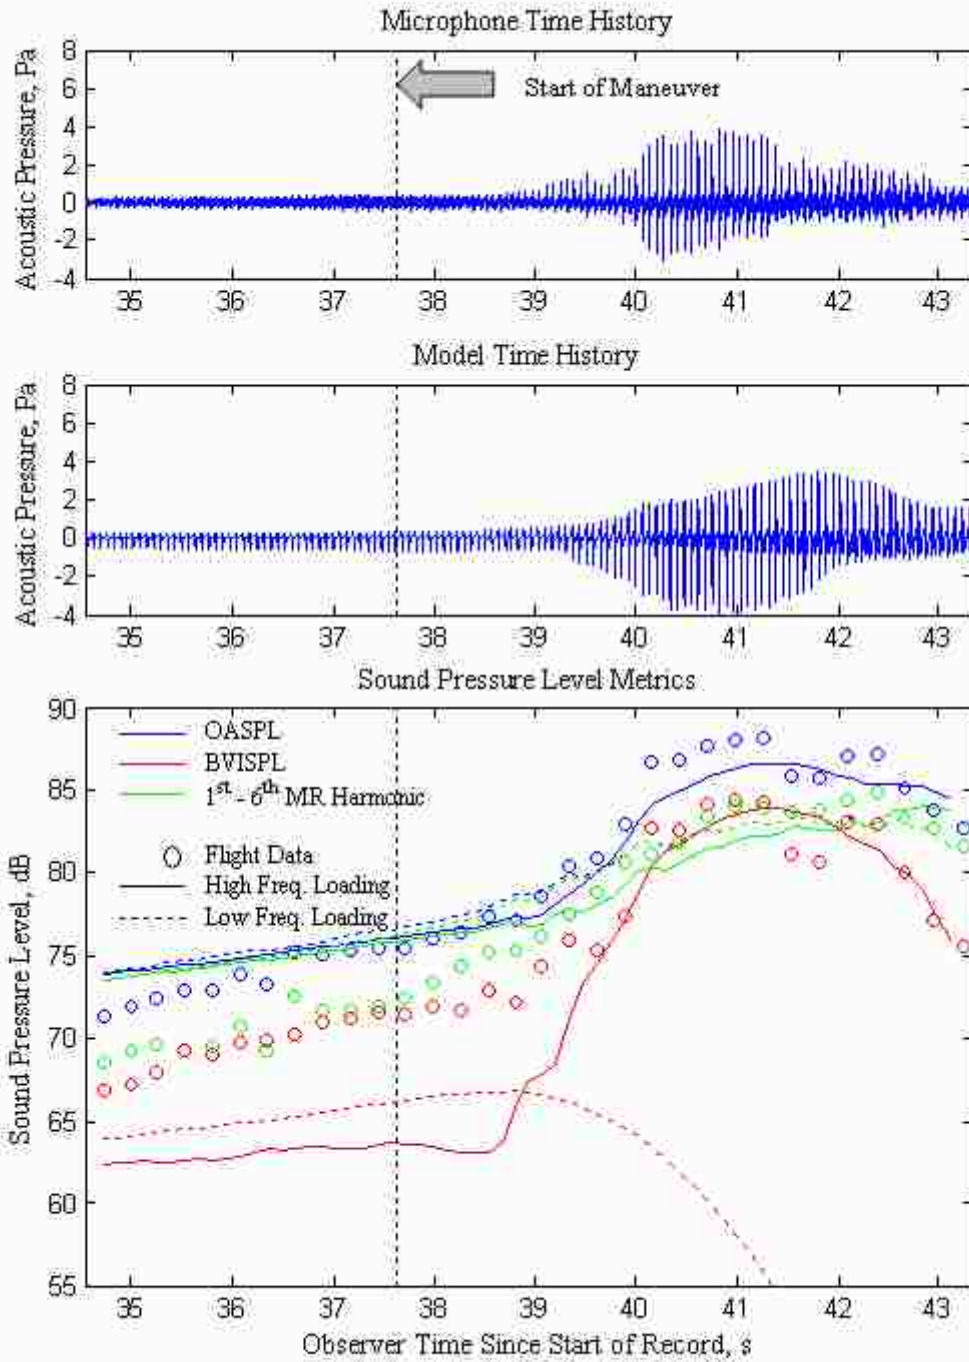 Microphone Time History
8
6
4
2
0
-2
-4
Acoustic Pressure, Pa
Start of Maneuver
35 36 37 38 39 40 41 42 43
Model Time History
8
6
4
2
0
-2
-4
Acoustic Pressure, Pa
35 36 37 38 39 40 41 42 43
Sound Pressure Level Metrics
90
85
80
75
70
65
60
55
Sound Pressure Level, dB
OASPL
BVISPL
1st - 6th MR Harmonic
Flight Data
High Freq. Loading
Low Freq. Loading
35 36 37 38 39 40 41 42 43
Observer Time Since Start of Record, s